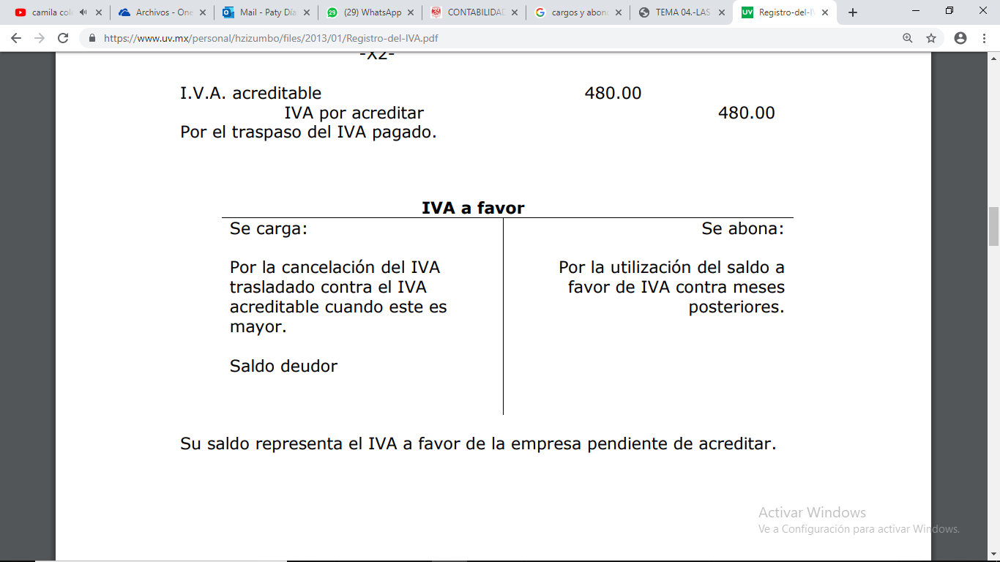 camila col
Archivos - One
Mail - Paty Día
(29) WhatsApp
CONTABILIDAD
cargos y abon
TEMA 04.-LAS
UV
Registro-del-IV
https://www.uv.mx/personal/hzizumbo/files/2013/01/Registro-del-IVA.pdf
-X2-
I.V.A. acreditable 480.00
IVA por acreditar 480.00
Por el traspaso del IVA pagado.
IVA a favor
Se carga:
Por la cancelación del IVA
trasladado contra el IVA
acreditable cuando este es
mayor.
Saldo deudor
Se abona:
Por la utilización del saldo a
favor de IVA contra meses
posteriores.
Su saldo representa el IVA a favor de la empresa pendiente de acreditar.
Activar Windows
Ve a Configuración para activar Windows.